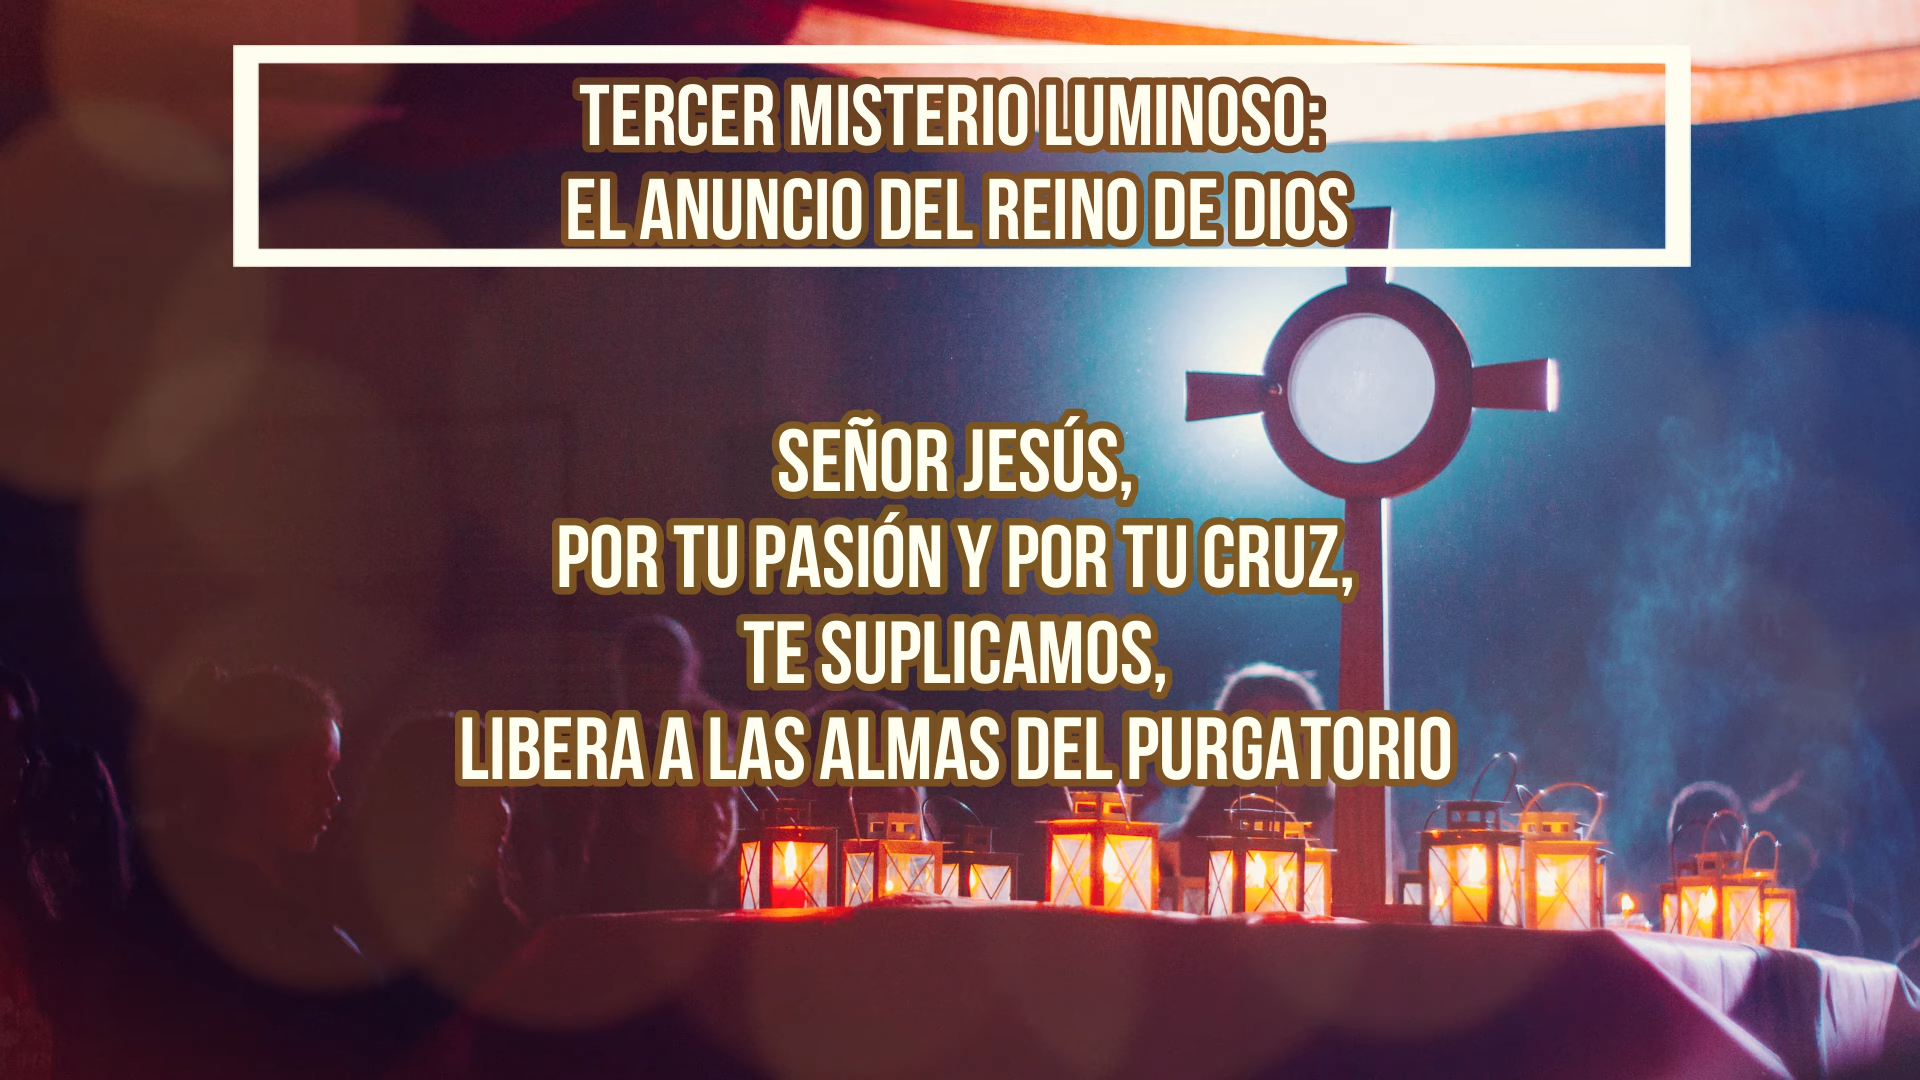 TERCER MISTERIO LUMINOSO:
EL ANUNCIO DEL REINO DE DIOS
SEÑOR JESÚS,
POR TU PASIÓN Y POR TU CRUZ,
TE SUPLICAMOS,
LIBERA A LAS ALMAS DEL PURGATORIO